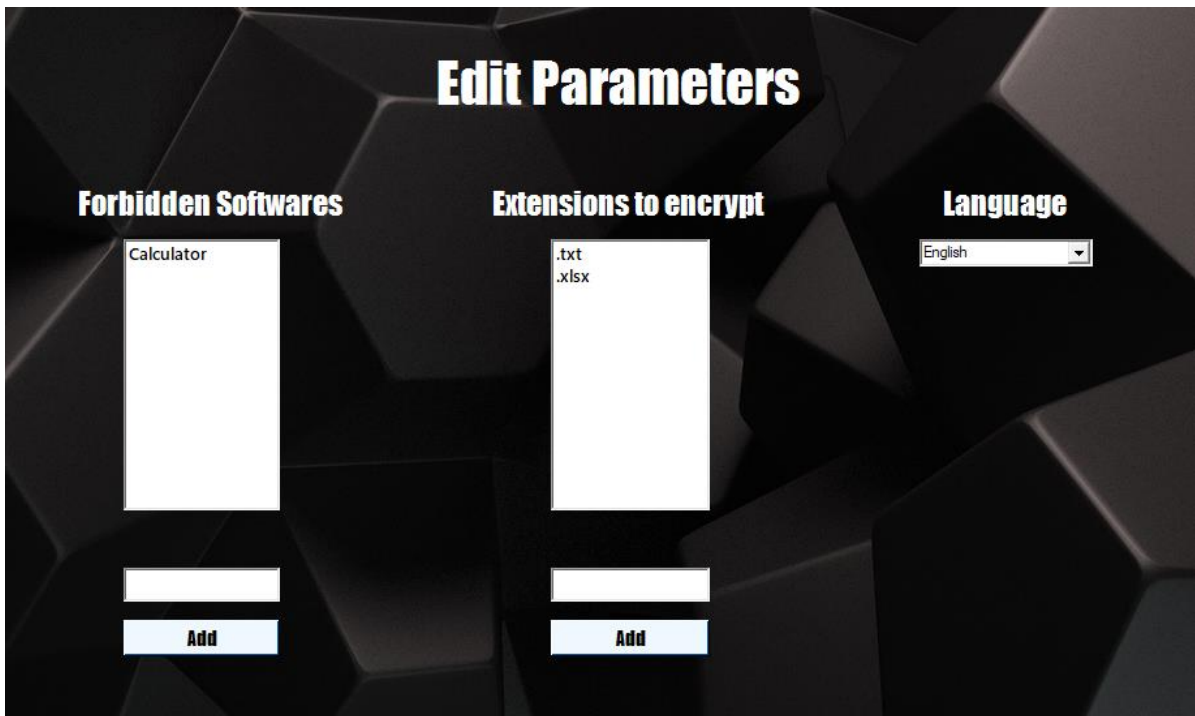 Edit Parameters
Forbidden Softwares
Calculator
Add
Extensions to encrypt
.txt
.xlsx
Add
Language
English